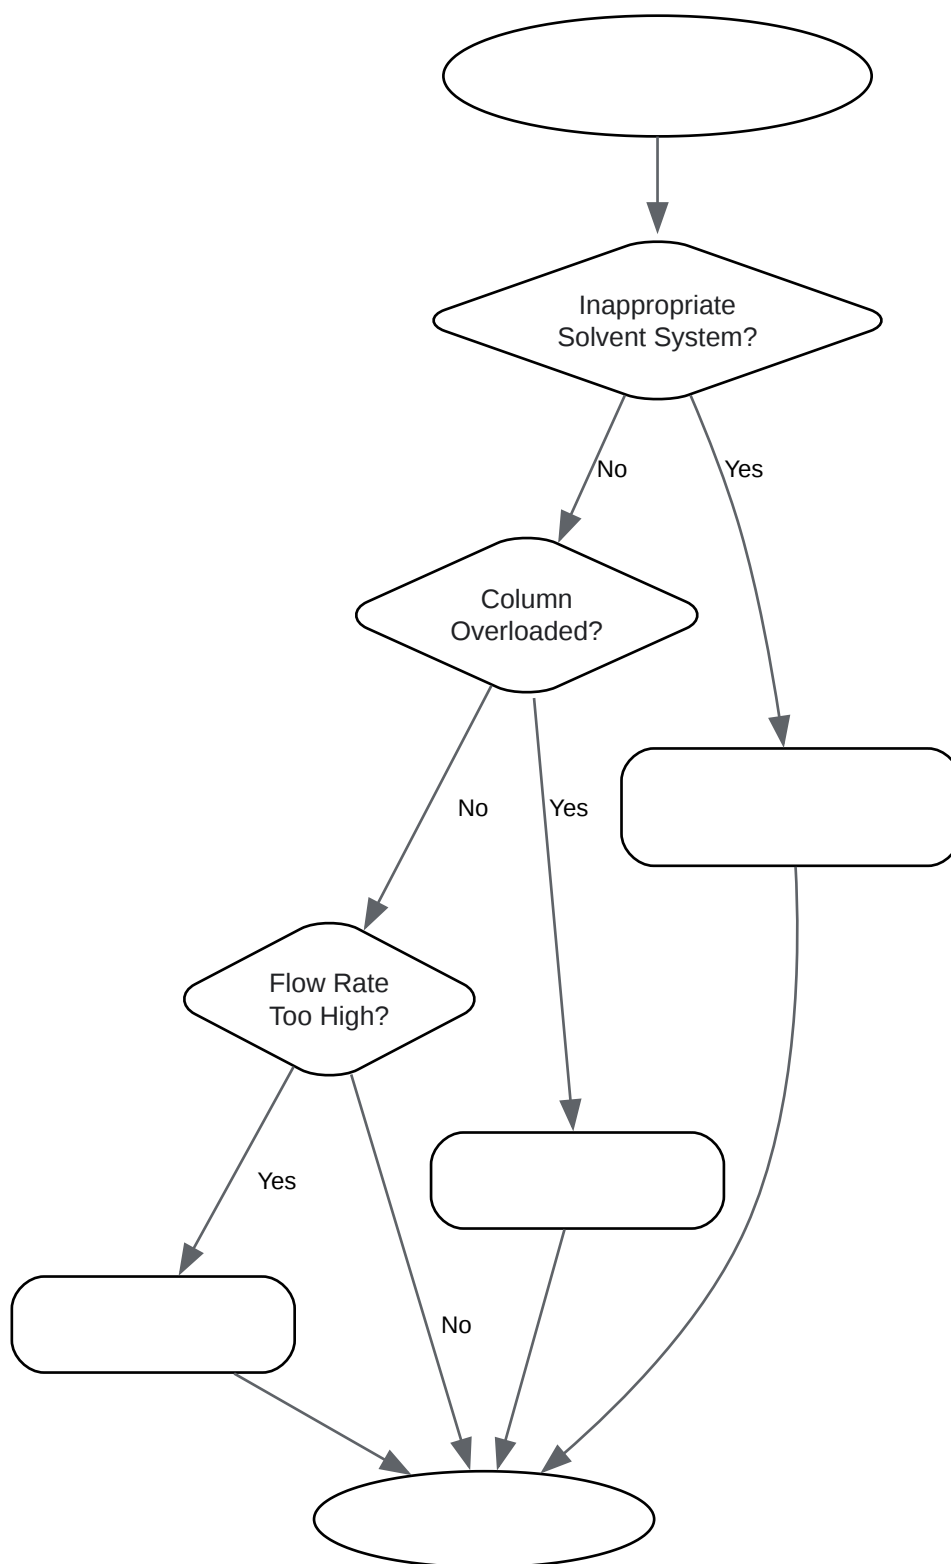 Inappropriate
Solvent System?
No
Yes
Column
Overloaded?
No
Yes
Flow Rate
Too High?
Yes
No